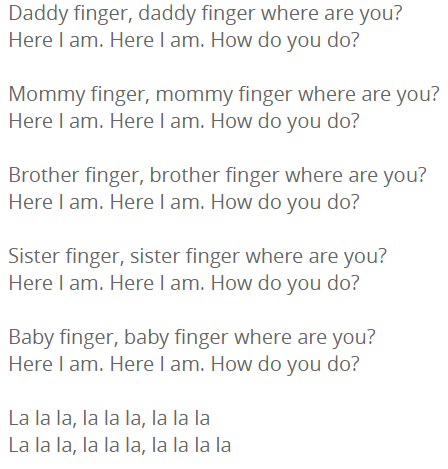 Daddy finger, daddy finger where are you?
Here I am. Here I am. How do you do?
Mommy finger, mommy finger where are you?
Here I am. Here I am. How do you do?
Brother finger, brother finger where are you?
Here I am. Here I am. How do you do?
Sister finger, sister finger where are you?
Here I am. Here I am. How do you do?
Baby finger, baby finger where are you?
Here I am. Here I am. How do you do?
La la la, la la la, la la la
La la la, la la la, la la la la